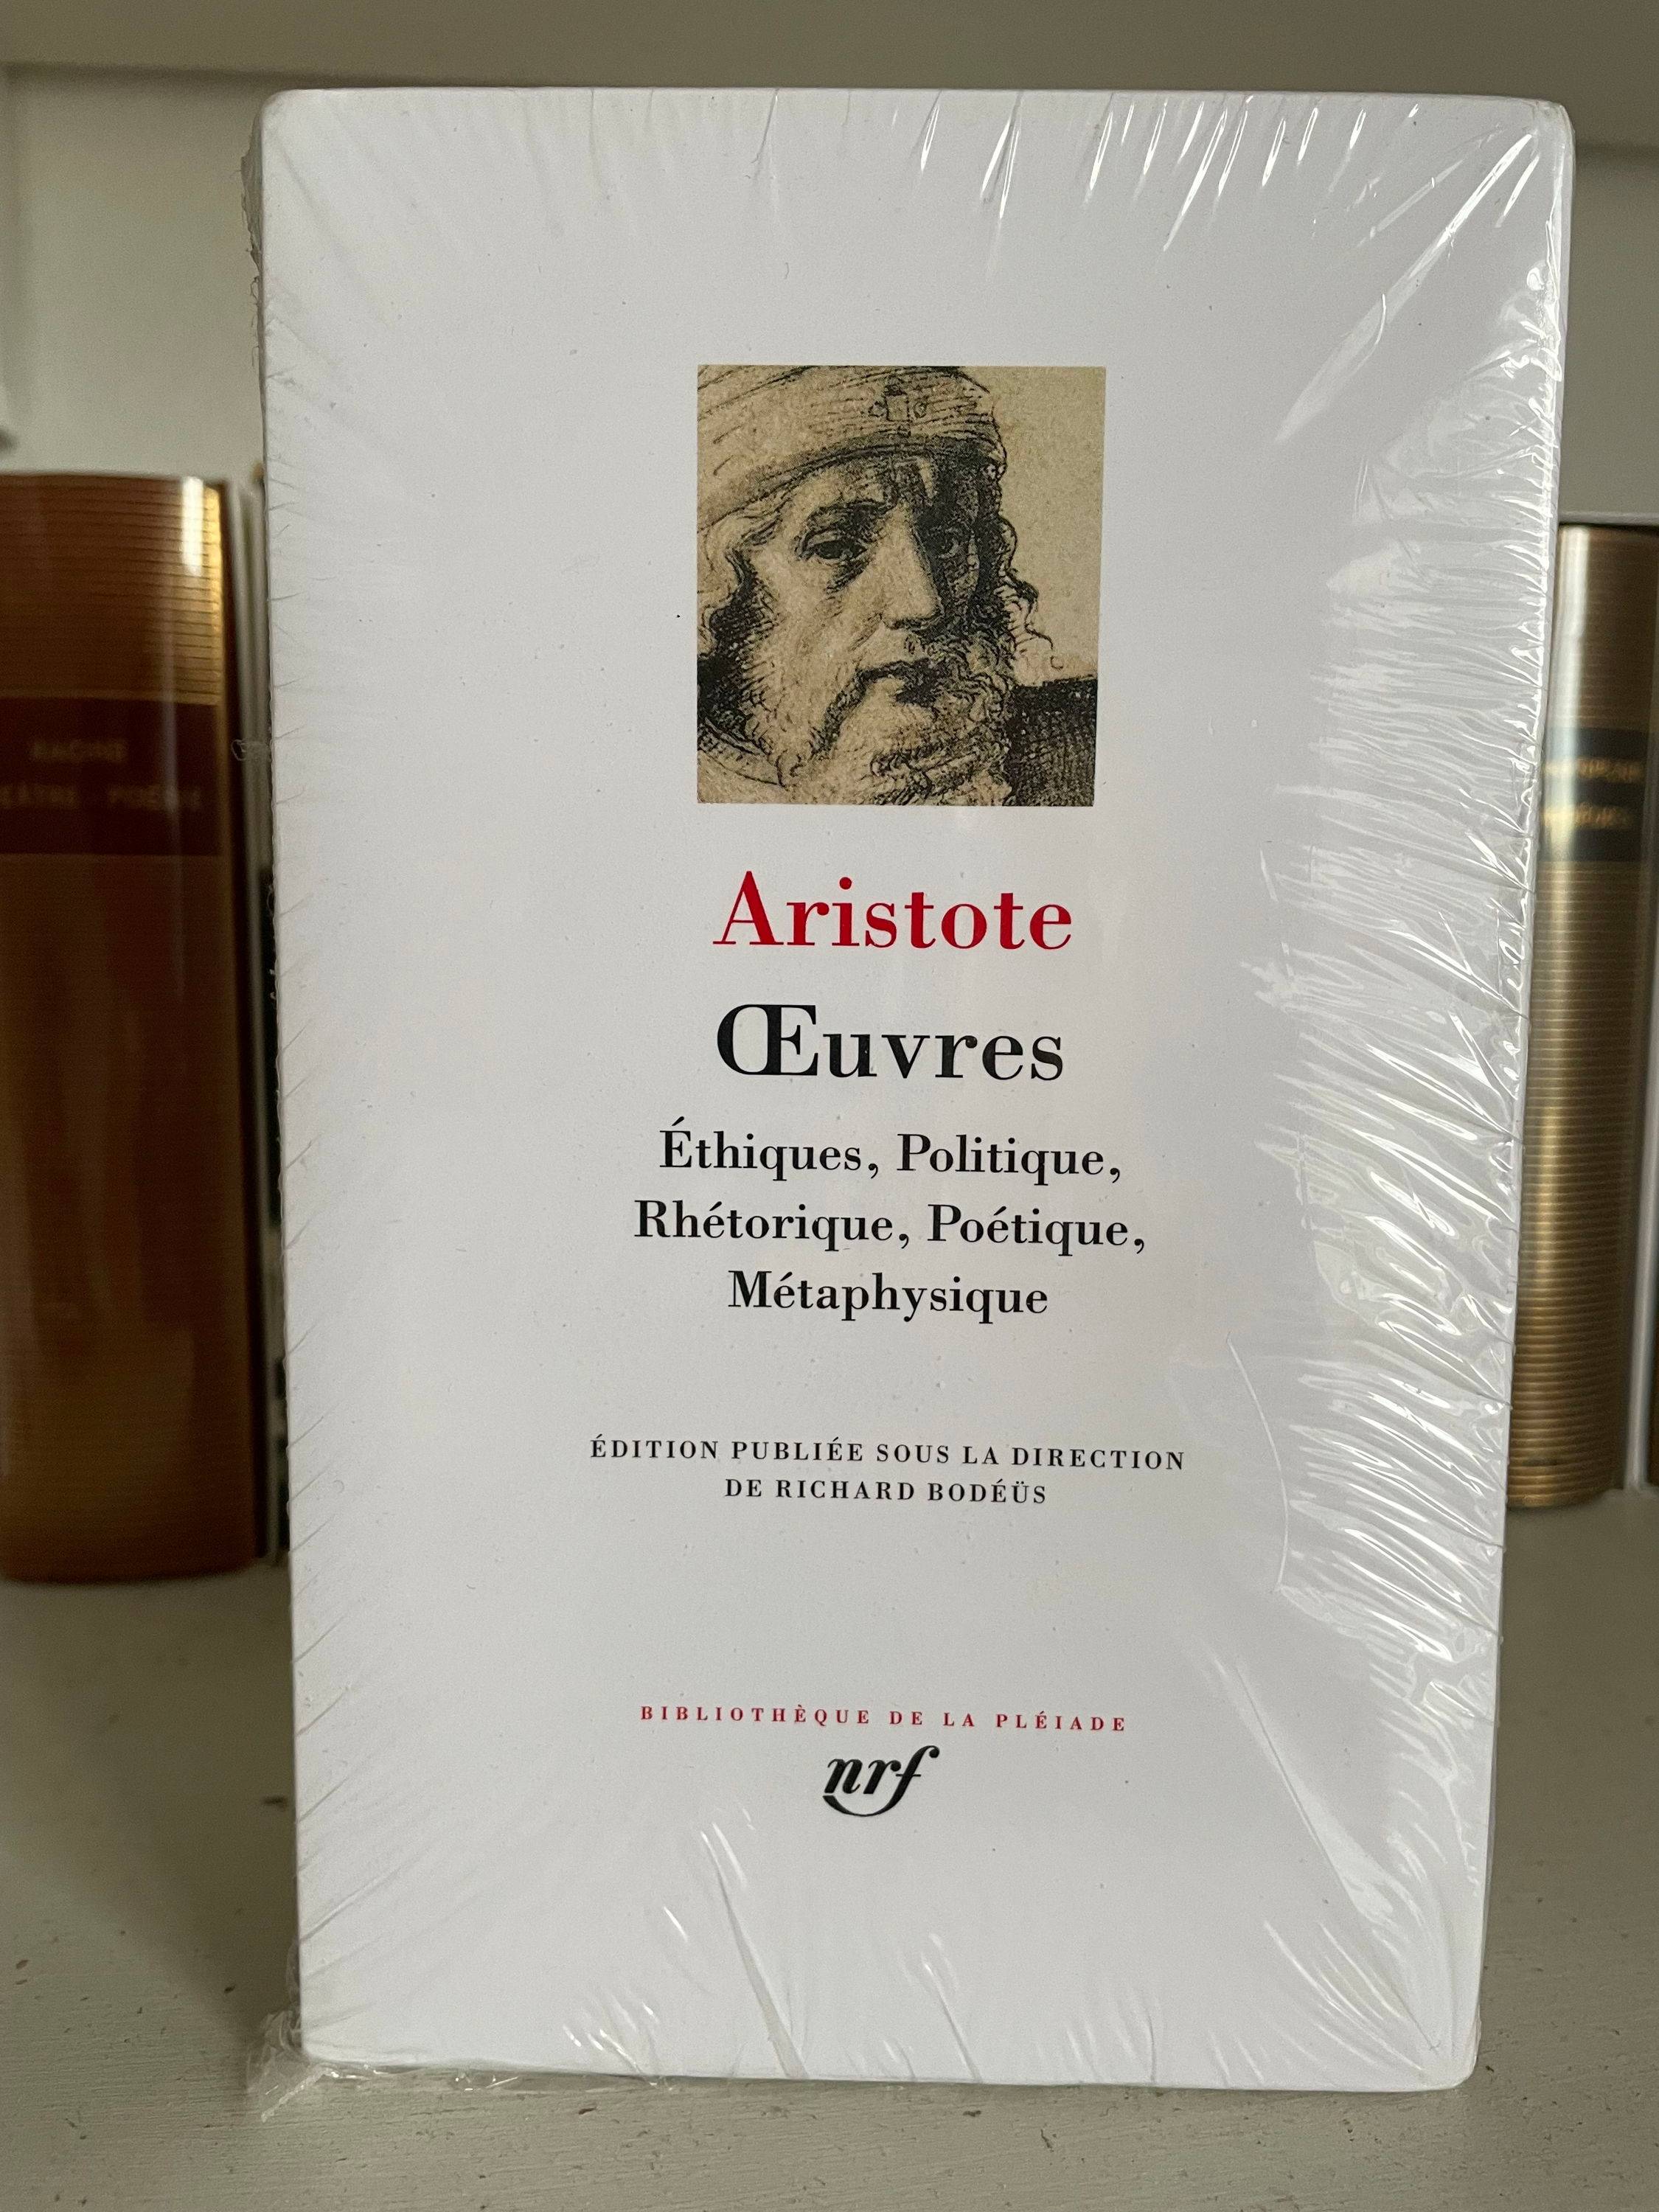 Aristote
Œuvres
Éthiques, Politique,
Rhétorique, Poétique,
Métaphysique
ÉDITION PUBLIÉE SOUS LA DIRECTION
DE RICHARD BODÉÜS
BIBLIOTHÈQUE DE LA PLÉIADE
nrf
RACINE